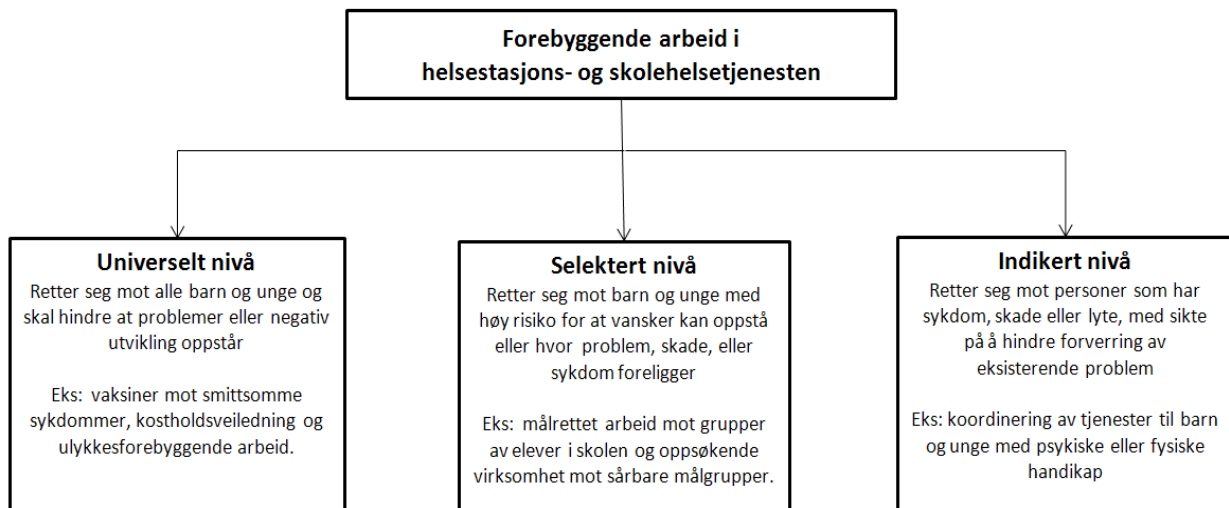 Forebyggende arbeid i
helsestasjons- og skolehelsetjenesten
Universelt nivå
Retter seg mot alle barn og unge og
skal hindre at problemer eller negativ
utvikling oppstår
Eks: vaksiner mot smittsomme
sykdommer, kostholdsveiledning og
ulykkesforebyggende arbeid.
Selektert nivå
Retter seg mot barn og unge med
høy risiko for at vansker kan oppstå
eller hvor problem, skade, eller
sykdom foreligger
Eks: målrettet arbeid mot grupper
av elever i skolen og oppsøkende
virksomhet mot sårbare målgrupper.
Indikert nivå
Retter seg mot personer som har
sykdom, skade eller lyte, med sikte
på å hindre forverring av
eksisterende problem
Eks: koordinering av tjenester til barn
og unge med psykiske eller fysiske
handikap